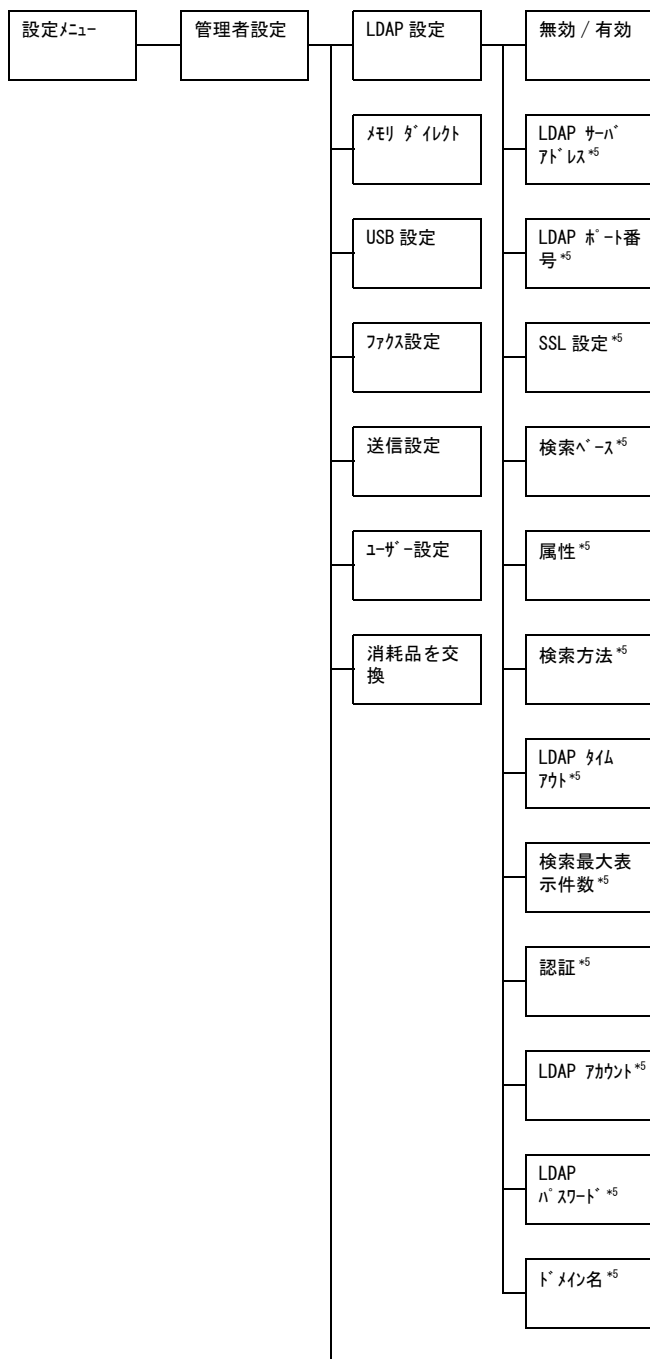 設定ﾒﾆｭｰ
管理者設定
LDAP 設定
無効 / 有効
ﾒﾓﾘ ﾀﾞｲﾚｸﾄ
LDAP ｻｰﾊﾞ
ｱﾄﾞﾚｽ*5
USB 設定
LDAP ﾎﾟｰﾄ番
号*5
ﾌｧｸｽ設定
SSL 設定*5
送信設定
検索ﾍﾞｰｽ*5
ﾕｰｻﾞｰ設定
属性*5
消耗品を交
換
検索方法*5
LDAP ﾀｲﾑ
ｱｳﾄ*5
検索最大表
示件数*5
認証*5
LDAP ｱｶｳﾝﾄ*5
LDAP
ﾊﾟｽﾜｰﾄﾞ*5
ﾄﾞﾒｲﾝ名*5